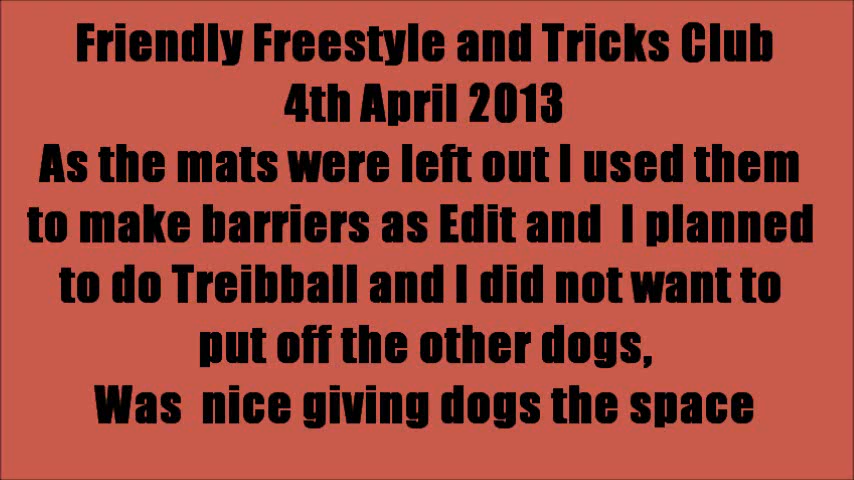 Friendly Freestyle and Tricks Club
4th April 2013
As the mats were left out I used them
to make barriers as Edit and I planned
to do Treibball and I did not want to
put off the other dogs,
Was nice giving dogs the space